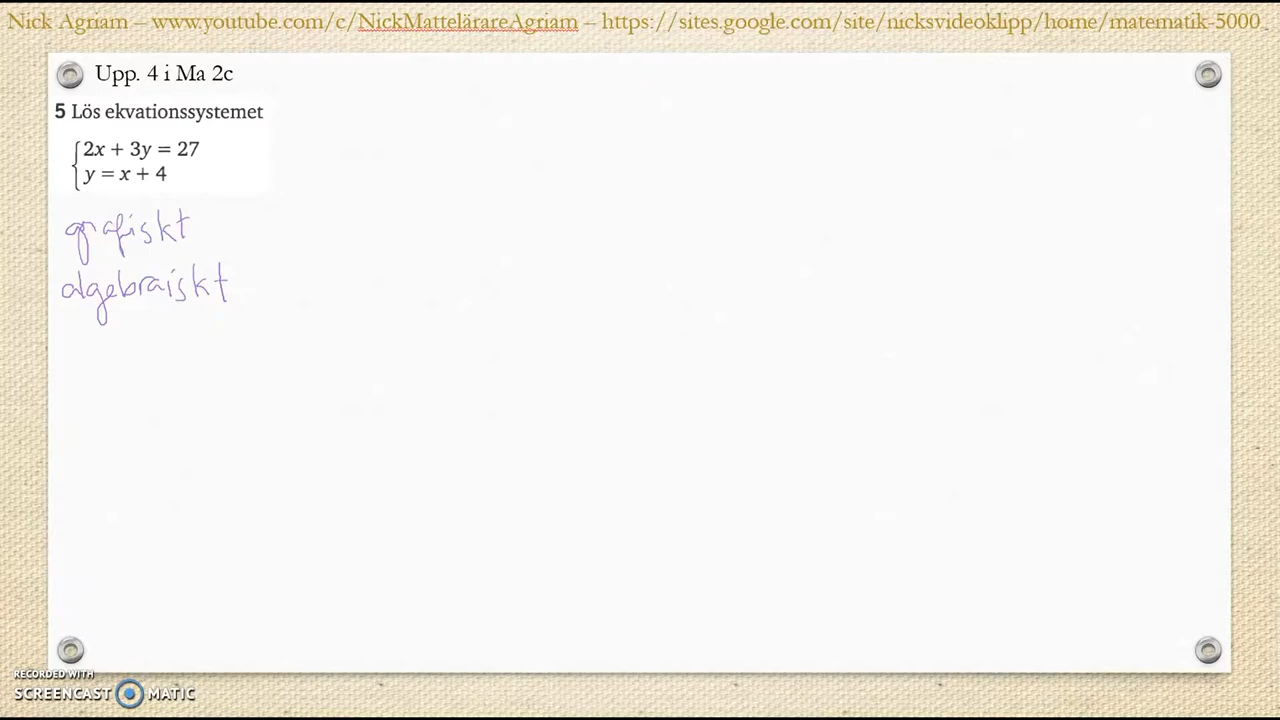 Nick Agriam – www.youtube.com/c/NickMattelärareAgriam – https://sites.google.com/site/nicksvideoklipp/home/matematik-5000
Upp. 4 i Ma 2c
5 Lös ekvationssystemet
2x + 3y = 27
y = x + 4
grafiskt
algebraiskt
RECORDED WITH
SCREENCAST MATIC